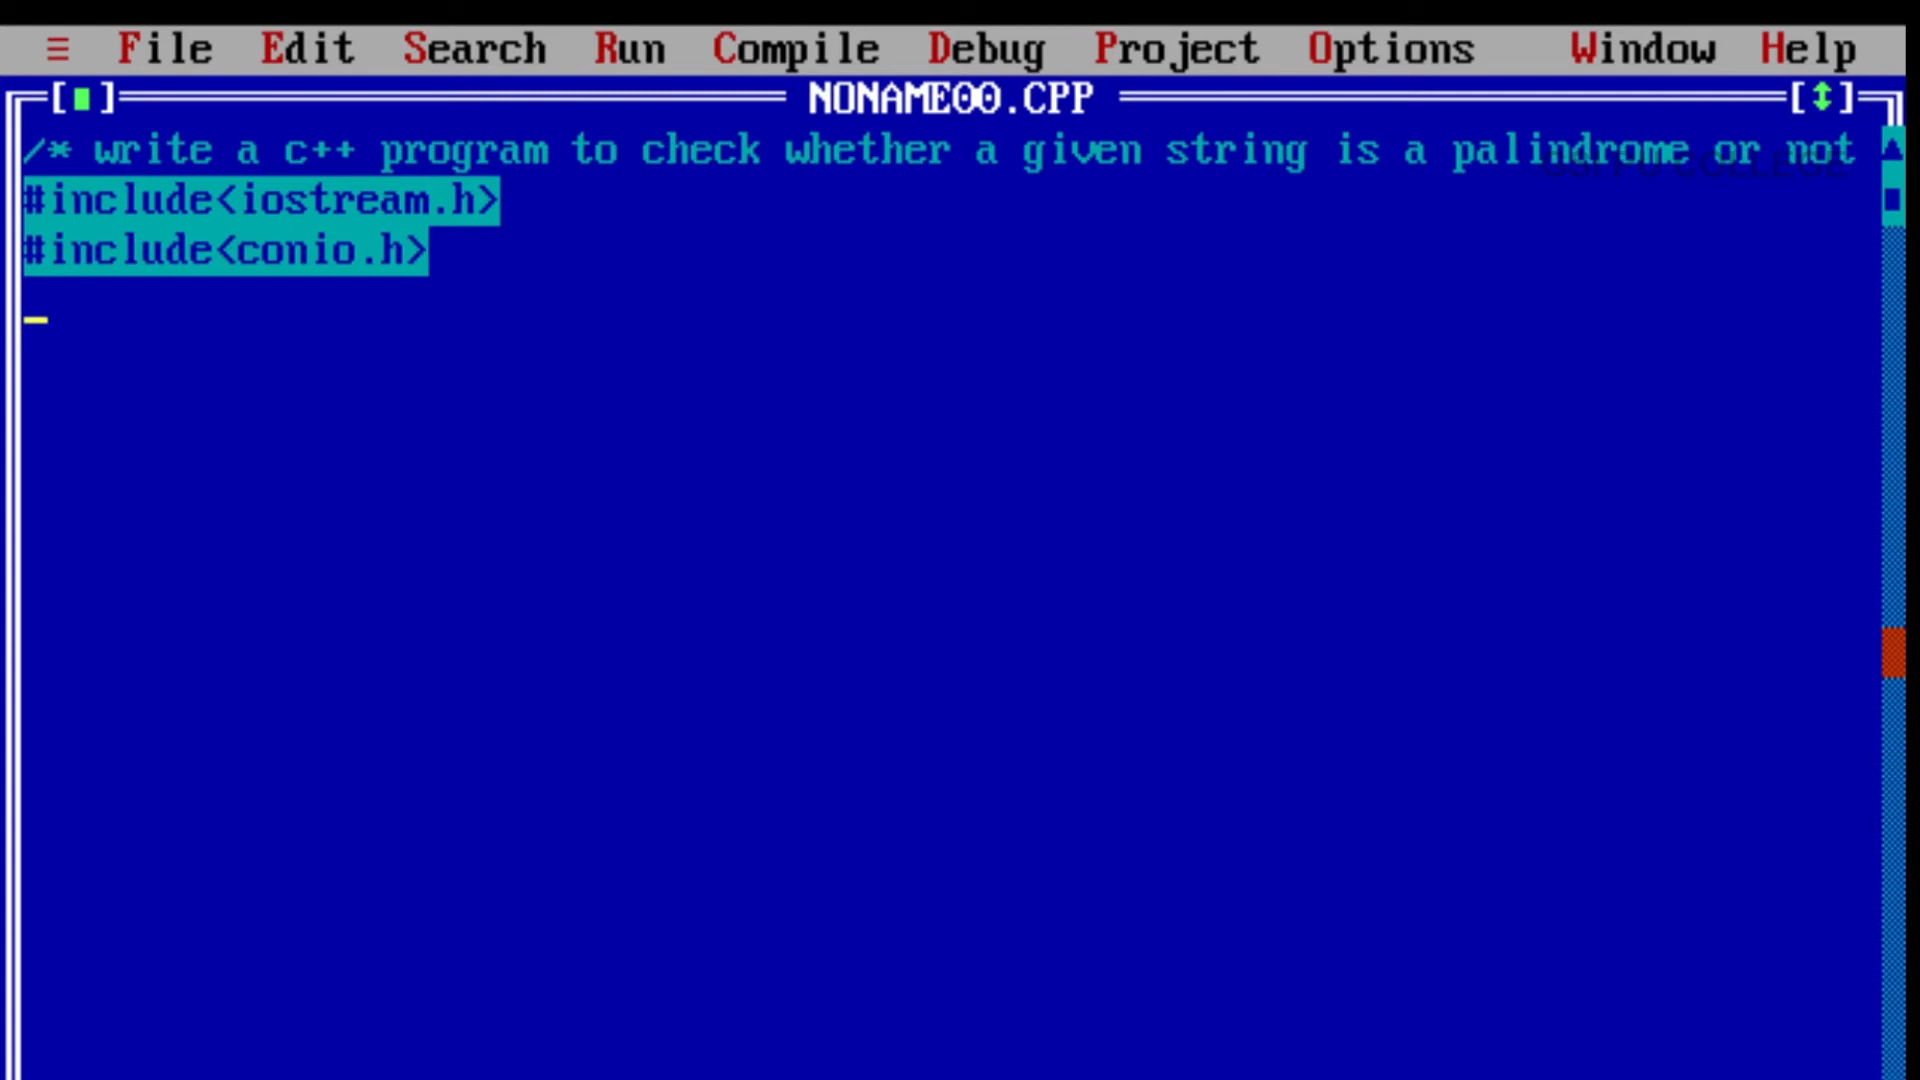 ≡ File Edit Search Run Compile Debug Project Options Window Help
[■] NONAME00.CPP [↕]
/* write a c++ program to check whether a given string is a palindrome or not
#include<iostream.h>
#include<conio.h>
COLLEGE